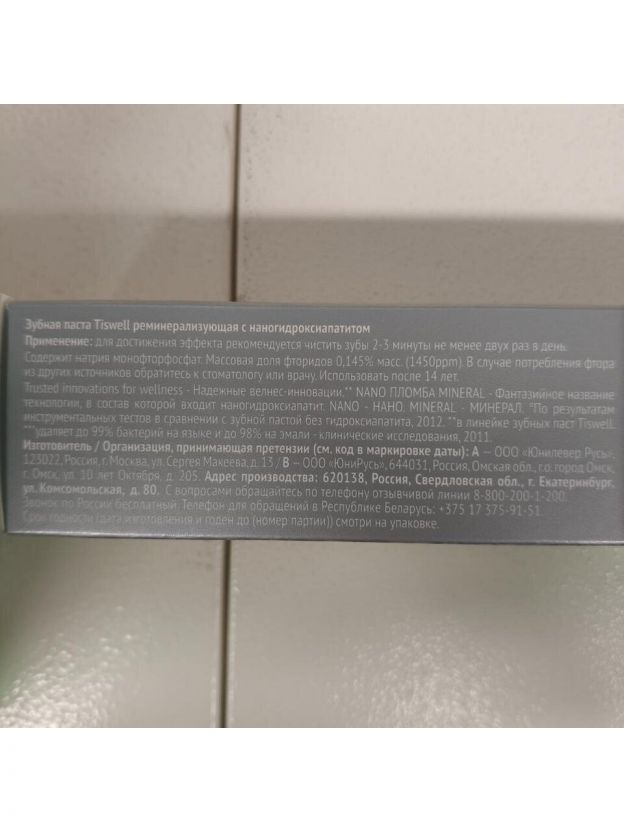 Зубная паста Tiswell реминерализующая с наногидроксиапатитом
Применение: для достижения эффекта рекомендуется чистить зубы 2-3 минуты не менее двух раз в день.
Содержит натрия монофторфосфат. Массовая доля фторидов 0,145% масс. (1450ppm). В случае потребления фтора
из других источников обратитесь к стоматологу или врачу. Использовать после 14 лет.
Trusted innovations for wellness - Надежные велнес-инновации.** NANO ПЛОМБА MINERAL - Фантазийное название
технологии, в состав которой входит наногидроксиапатит. NANO - НАНО. MINERAL - МИНЕРАЛ. *По результатам
инструментальных тестов в сравнении с зубной пастой без гидроксиапатита, 2012. **в линейке зубных паст Tiswell.
***удаляет до 99% бактерий на языке и до 98% на эмали - клинические исследования, 2011.
Изготовитель / Организация, принимающая претензии (см. код в маркировке даты): А – ООО «Юнилевер Русь»,
123022, Россия, г. Москва, ул. Сергея Макеева, д. 13 / В – ООО «ЮниРусь», 644031, Россия, Омская обл., г.о. город Омск,
г. Омск, ул. 10 лет Октября, д. 205. Адрес производства: 620138, Россия, Свердловская обл., г. Екатеринбург,
ул. Комсомольская, д. 80. С вопросами обращайтесь по телефону отзывчивой линии 8-800-200-1-200.
Звонок по России бесплатный. Телефон для обращений в Республике Беларусь: +375 17 375-91-51.
Срок годности (дата изготовления и годен до (номер партии)) смотри на упаковке.